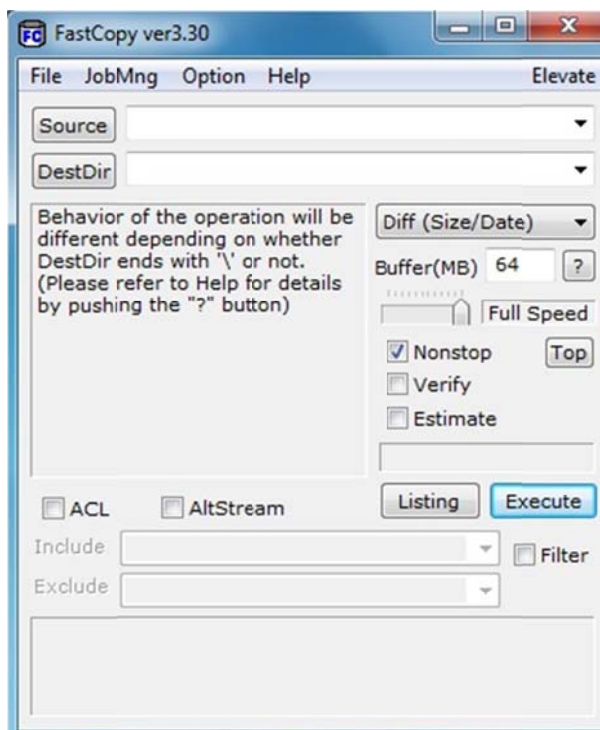 FC FastCopy ver3.30
File JobMng Option Help Elevate
Source
DestDir
Behavior of the operation will be
different depending on whether
DestDir ends with '\' or not.
(Please refer to Help for details
by pushing the "?" button)
Diff (Size/Date)
Buffer(MB) 64 ?
Full Speed
Nonstop Top
Verify
Estimate
Listing Execute
ACL AltStream
Include Filter
Exclude